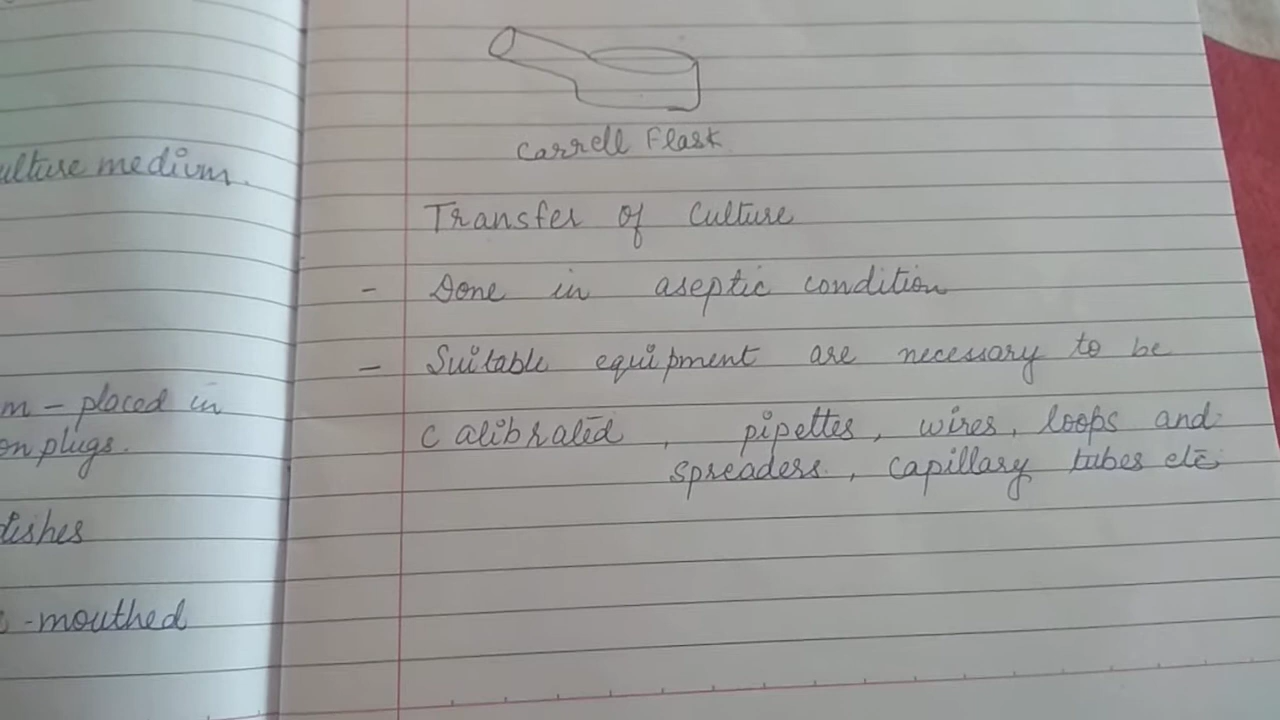 ulture medium.
m - placed in
on plugs.
dishes
- mouthed
Carrell Flask
Transfer of Culture
- Done in aseptic condition
- Suitable equipment are necessary to be
Calibrated, pipettes, wires, loops and
spreaders, capillary tubes etc.